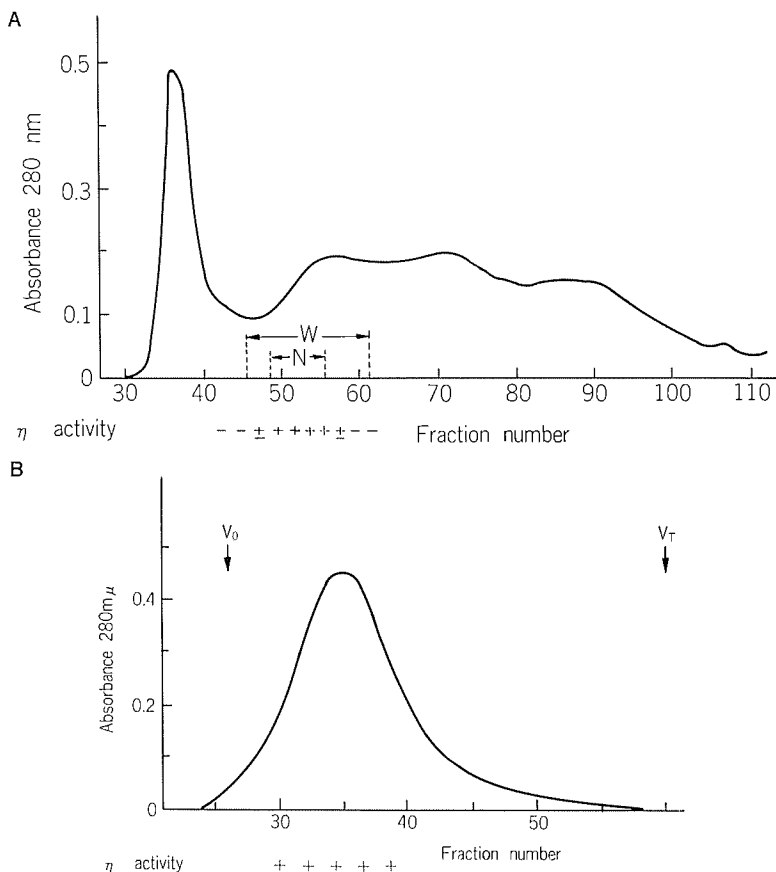 A
Absorbance 280 nm
0.5
0.3
0.1
0
W
N
30 40 50 60 70 80 90 100 110
η activity - - ± + + + + ± - - Fraction number
B
V₀ V_T
Absorbance 280mμ
0.4
0.2
0
30 40 50
η activity + + + + + Fraction number